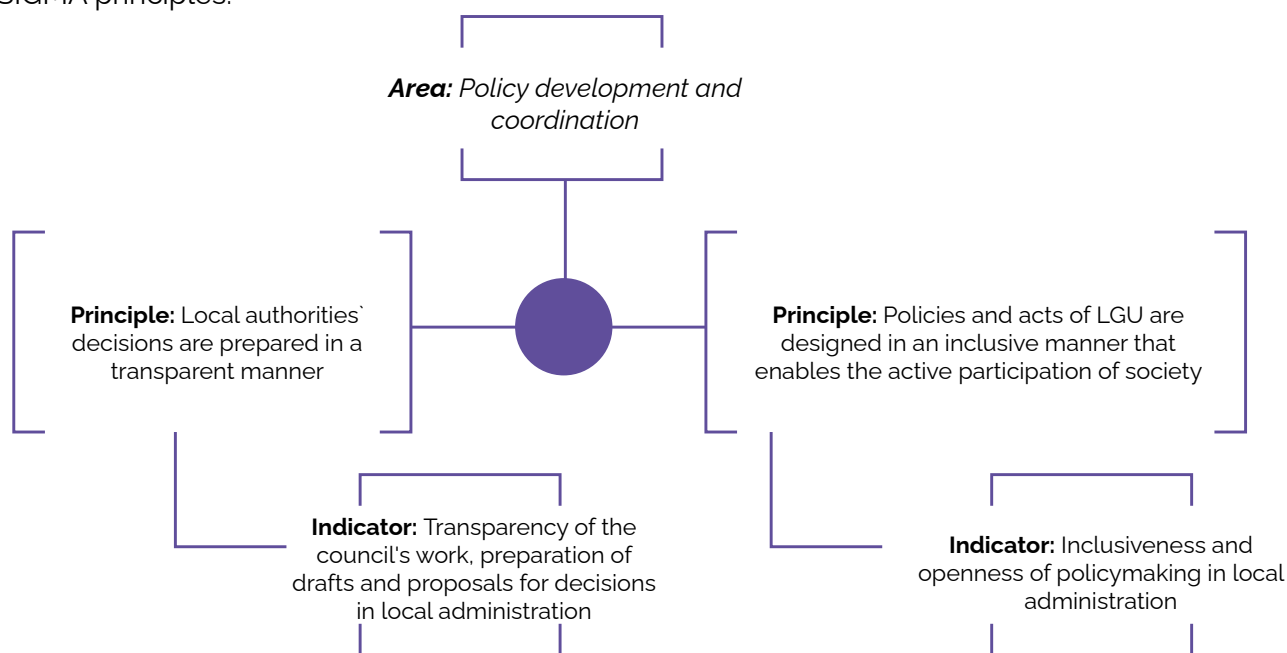 SIGMA principles.
Area: Policy development and
coordination
Principle: Local authorities`
decisions are prepared in a
transparent manner
Principle: Policies and acts of LGU are
designed in an inclusive manner that
enables the active participation of society
Indicator: Transparency of the
council's work, preparation of
drafts and proposals for decisions
in local administration
Indicator: Inclusiveness and
openness of policymaking in local
administration